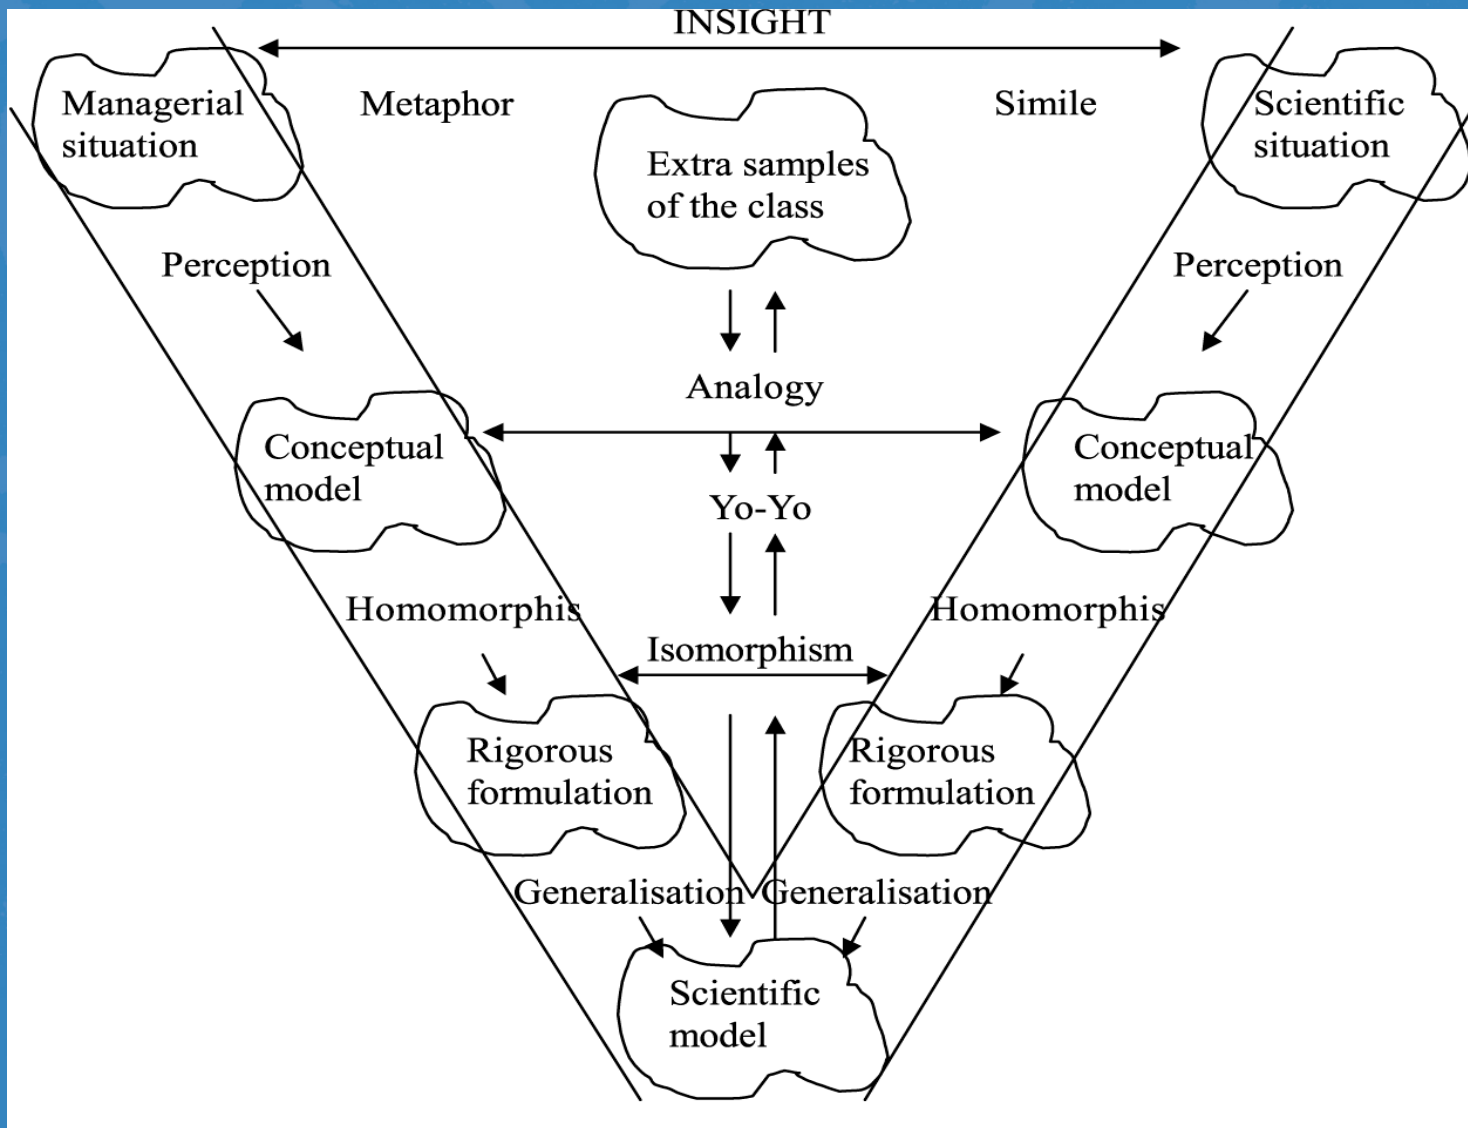 INSIGHT
Managerial
situation
Metaphor
Simile
Scientific
situation
Extra samples
of the class
Perception
Perception
Analogy
Conceptual
model
Conceptual
model
Yo-Yo
Homomorphis
Homomorphis
Isomorphism
Rigorous
formulation
Rigorous
formulation
Generalisation
Generalisation
Scientific
model